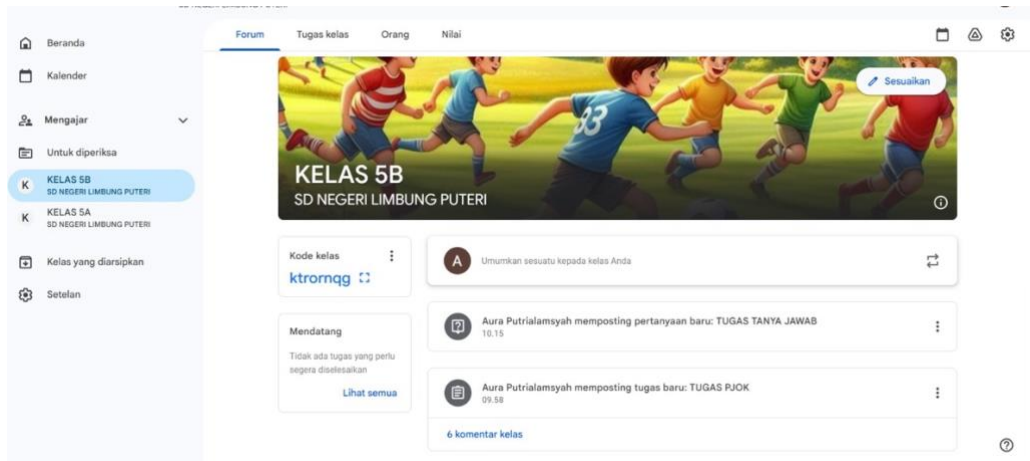 Beranda
Kalender
Mengajar
Untuk diperiksa
K
KELAS 5B
SD NEGERI LIMBUNG PUTERI
K
KELAS 5A
SD NEGERI LIMBUNG PUTERI
Kelas yang diarsipkan
Setelan
Forum Tugas kelas Orang Nilai
Sesuaikan
33
KELAS 5B
SD NEGERI LIMBUNG PUTERI
Kode kelas
ktrornqg
Mendatang
Tidak ada tugas yang perlu
segera diselesaikan
Lihat semua
A
Umumkan sesuatu kepada kelas Anda
Aura Putrialamsyah memposting pertanyaan baru: TUGAS TANYA JAWAB
10.15
Aura Putrialamsyah memposting tugas baru: TUGAS PJOK
09.58
6 komentar kelas